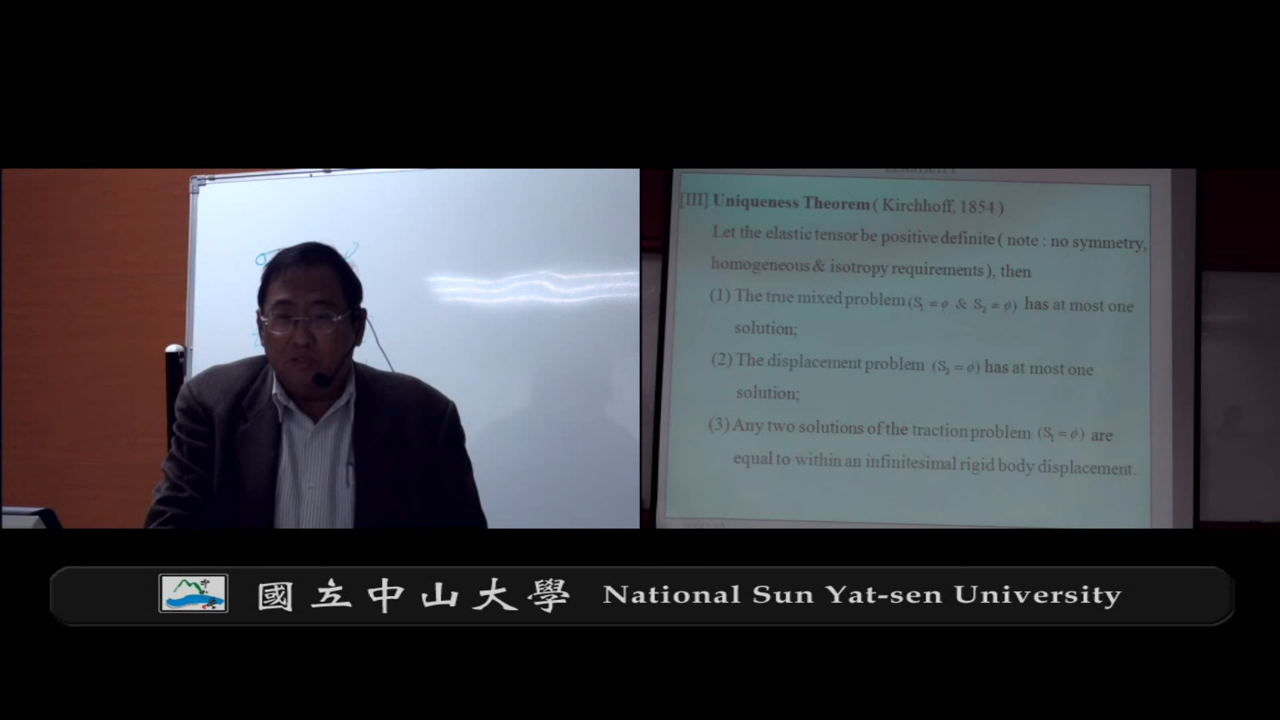 [III] Uniqueness Theorem ( Kirchhoff, 1854 )
Let the elastic tensor be positive definite ( note : no symmetry,
homogeneous & isotropy requirements ), then
(1) The true mixed problem (S₁ = φ & S₂ = φ) has at most one
solution;
(2) The displacement problem (S₂ = φ) has at most one
solution;
(3) Any two solutions of the traction problem (S₁ = φ) are
equal to within an infinitesimal rigid body displacement.
國立中山大學 National Sun Yat-sen University